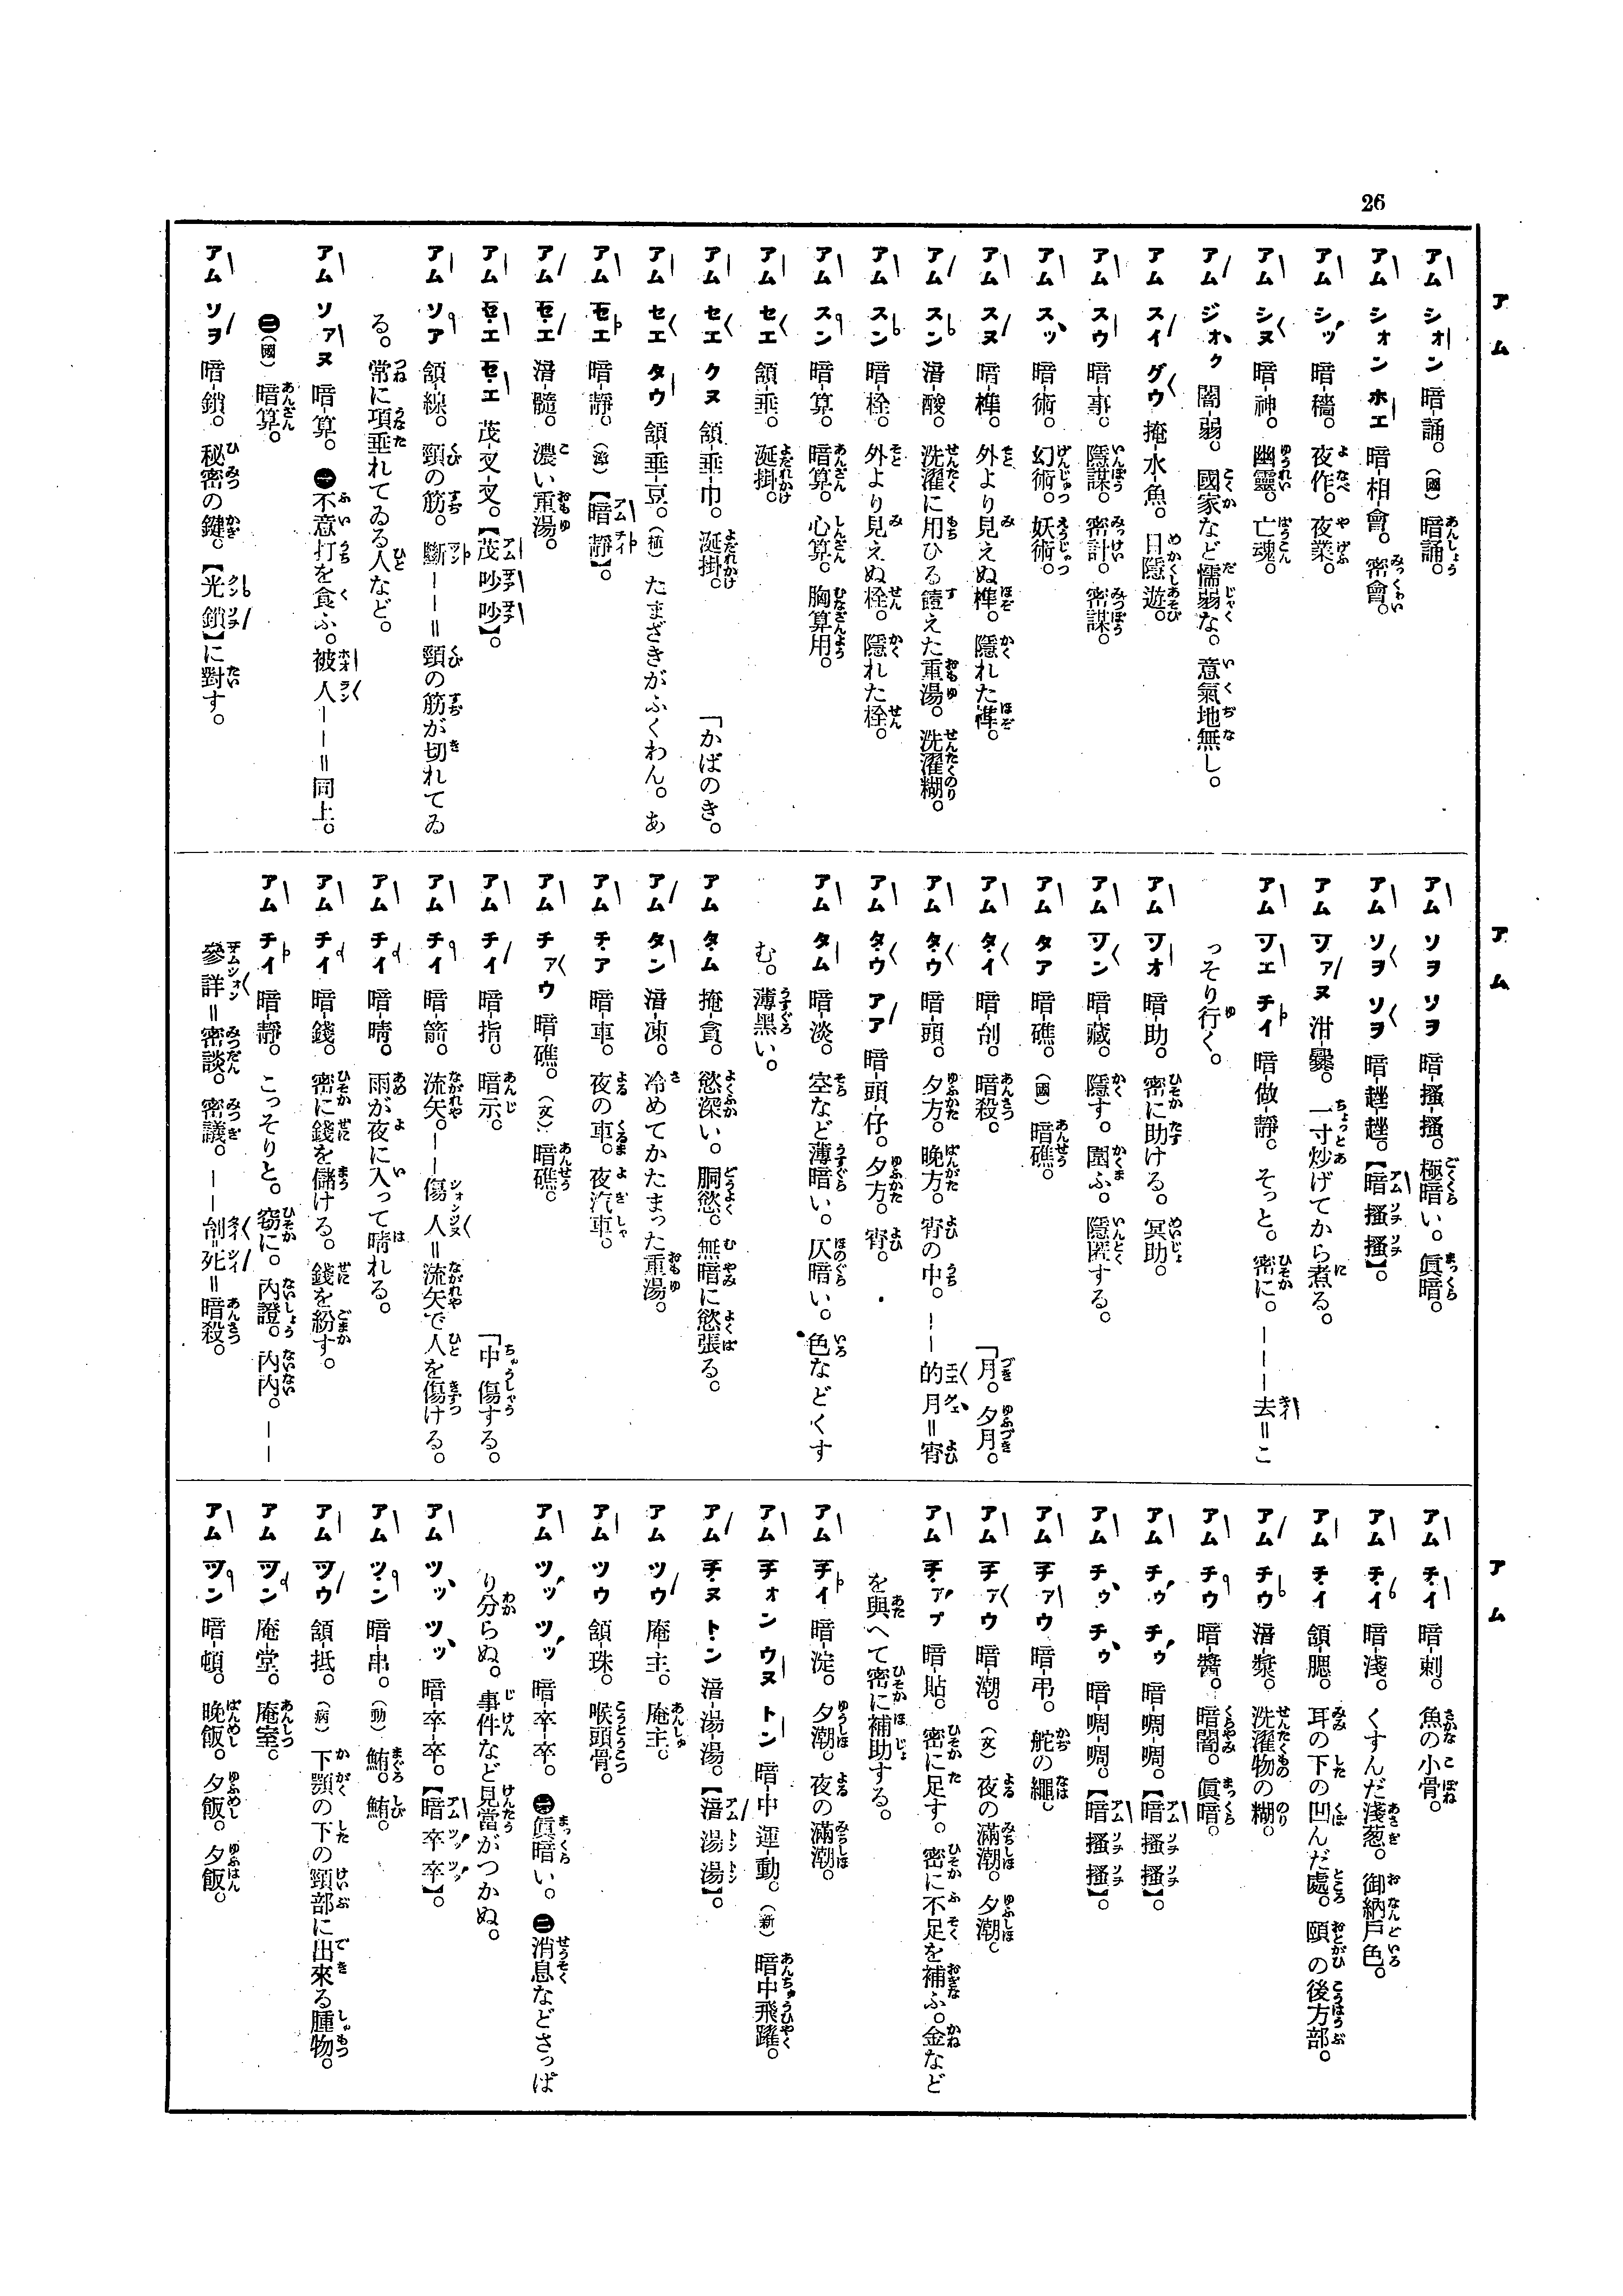 26
アム
アム シオン 暗-誦。(國) 暗誦。
アム シオン ホエ 暗-相-會。密會。
アム シッ 暗-穡。夜作。夜業。
アム シヌ 暗-神。幽靈。亡魂。
アム ジオク 闇-弱。國家など懦弱な。意氣地無し。
アム スイ グウ 掩-水-魚。目隱遊。
アム スウ 暗-事。隱謀。密計。密謀。
アム スッ 暗-術。幻術。妖術。
アム スヌ 暗-榫。外より見えぬ榫。隱れた榫。
アム スン 涪-酸。洗濯に用ひる饐えた重湯。洗濯糊。
アム スン 暗-栓。外より見えぬ栓。隱れた栓。
アム スン 暗-算。暗算。心算。胸算用。
アム セエ 頷-垂。涎掛。
アム セエ クヌ 頷-垂-巾。涎掛。 「かばのき。
アム セエ タウ 頷-垂-豆。(植) たまざきがふくわん。あ
アム セエ 暗-靜。【暗靜】。
アム セエ 髓。濃い重湯。
アム セエ セエ 茂-叉-叉。【茂吵吵】。
アム ソア 頷-線。頸の筋。斷——=頸の筋が切れてゐ
る。常に項垂れてゐる人など。
アム ソアヌ 暗-算。㊀不意打を食ふ。被人——=同上。
㊁(國) 暗算。
アム ソヲ 暗-鎖。秘密の鍵。【光鎖】に對す。
アム
アム ソヲ ソヲ 暗-搔-搔。極暗い。眞暗。
アム ソヲ ソヲ 暗-趖-趖。【暗搔搔】。
アム ソアヌ 泔-爨。一寸炒げてから煮る。
アム ソエ チイ 暗-做-靜。そっと。密に。———去=こ
っそり行く。
アム ソオ 暗-助。密に助ける。冥助。
アム ソン 暗-藏。隱す。圍ふ。隱匿する。
アム タア 暗-礁。(國) 暗礁。
アム タイ 暗-刣。暗殺。 「月。夕月。
アム タウ 暗-頭。夕方。晚方。宵の中。——的月=宵
アム タウ アア 暗-頭-仔。夕方。宵。
アム タム 暗-淡。空など薄暗い。仄暗い。色などくす
む。薄黑い。
アム タム 掩-貪。慾深い。胴慾。無暗に慾張る。
アム タン 凍。冷めてかたまった重湯。
アム チア 暗-車。夜の車。夜汽車。
アム チアウ 暗-礁。(文) 暗礁。
アム チイ 暗-指。暗示。 「中傷する。
アム チイ 暗-箭。流矢。——傷人=流矢で人を傷ける。
アム チイ 暗-晴。雨が夜に入って晴れる。
アム チイ 暗-錢。密に錢を儲ける。錢を紛す。
アム チイ 暗-靜。こっそりと。窃に。內證。內內。——
參詳=密談。密議。——刣死=暗殺。
アム
アム チイ 暗-刺。魚の小骨。
アム チイ 暗-淺。くすんだ淺葱。御納戶色。
アム チイ 頷-腮。耳の下の凹んだ處。頤の後方部。
アム チウ 漿。洗濯物の糊。
アム チウ 暗-醬。暗闇。眞暗。
アム チウ チウ 暗-啁-啁。【暗搔搔】。
アム チウ チウ 暗-啁-啁。【暗搔搔】。
アム チアウ 暗-吊。舵の繩。
アム チアウ 暗-潮。(文) 夜の滿潮。夕潮。
アム チアプ 暗-貼。密に足す。密に不足を補ふ。金など
を與へて密に補助する。
アム チイ 暗-淀。夕潮。夜の滿潮。
アム チオン ウヌ トン 暗-中-運-動。(新) 暗中飛躍。
アム チヌ トン 湯-湯。【湯湯】。
アム ツウ 庵-主。庵主。
アム ツウ 頷-珠。喉頭骨。
アム ツッ ツッ 暗-卒-卒。㊀眞暗い。㊁消息などさっぱ
り分らぬ。事件など見當がつかぬ。
アム ツッ ツッ 暗-卒-卒。【暗卒卒】。
アム ツン 暗-串。(動) 鮪。鮪。
アム ツウ 頷-抵。(病) 下顎の下の頸部に出來る腫物。
アム ツン 庵-堂。庵室。
アム ツン 暗-頓。晚飯。夕飯。夕飯。